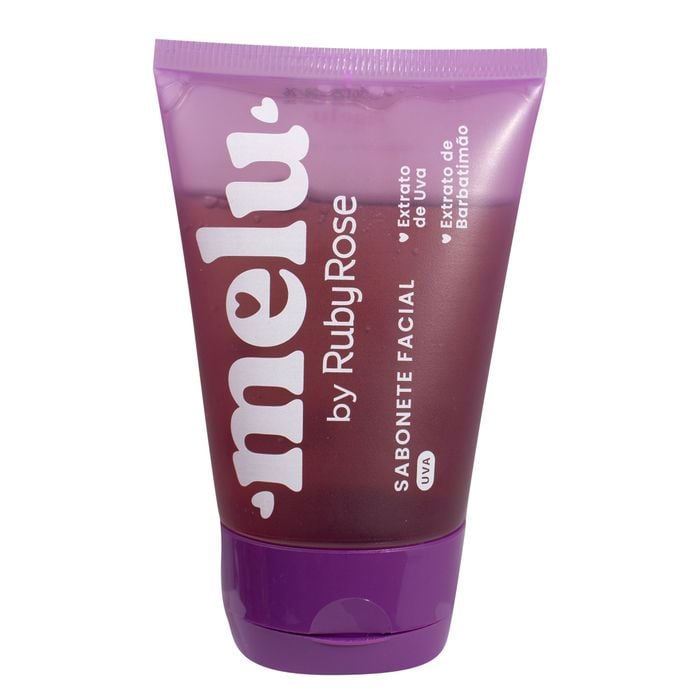 melu
by RubyRose
SABONETE FACIAL
UVA
Extrato
de Uva
Extrato de
Barbatimão